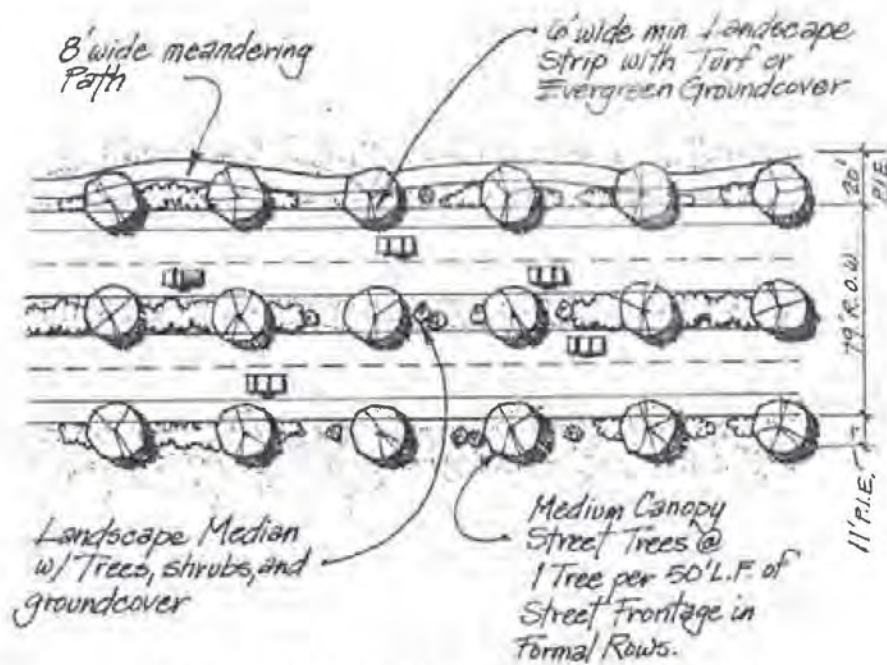 8' wide meandering
Path
6' wide min Landscape
Strip with Turf or
Evergreen Groundcover
20'
P.I.E.
79' R.O.W
11' P.I.E.
Landscape Median
w/ Trees, shrubs, and
groundcover
Medium Canopy
Street Trees @
1 Tree per 50' L.F. of
Street Frontage in
Formal Rows.